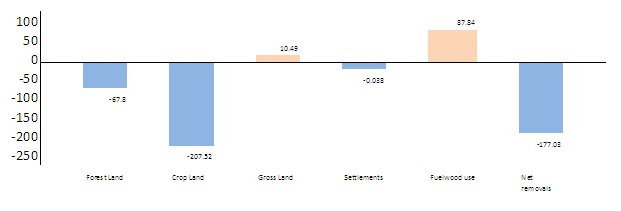 100
50
0
-50
-100
-150
-200
-250
-67.8
-207.52
10.49
-0.038
87.84
-177.03
Forest Land
Crop Land
Gross Land
Settlements
Fuelwood use
Net
removals